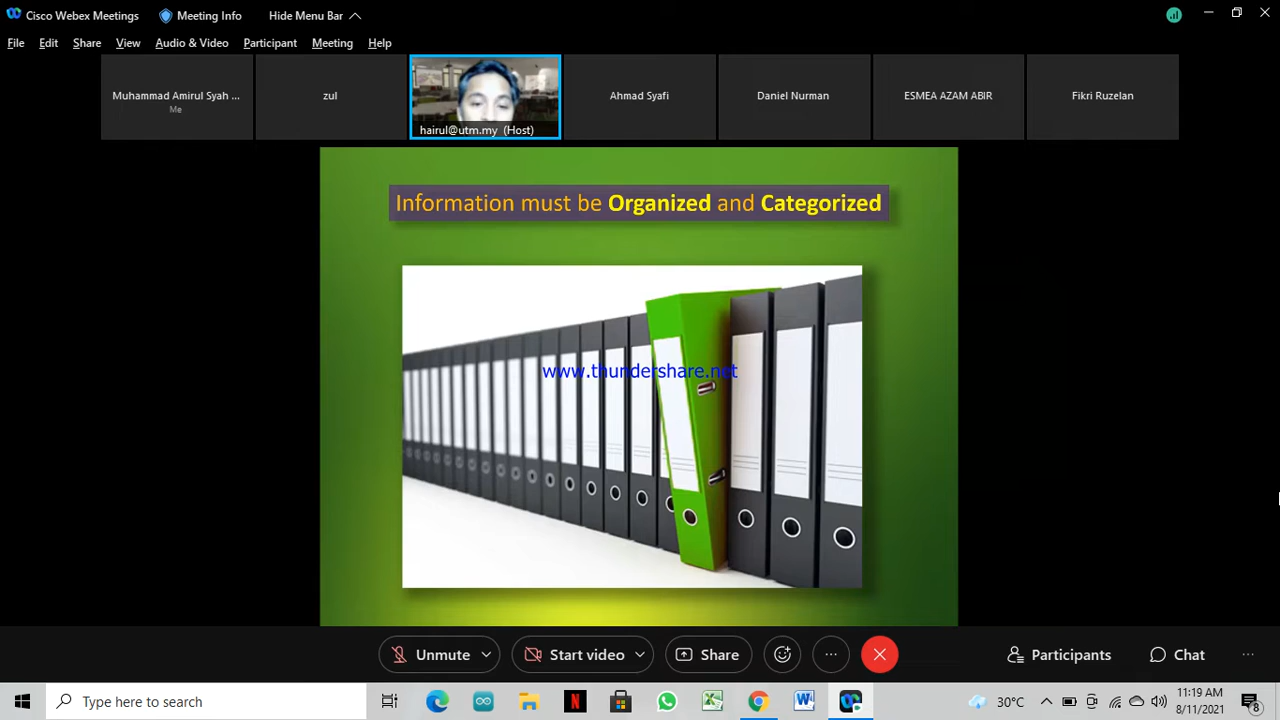 Cisco Webex Meetings
Meeting Info
Hide Menu Bar
File Edit Share View Audio & Video Participant Meeting Help
Muhammad Amirul Syah ...
Me
zul
hairul@utm.my (Host)
Ahmad Syafi
Daniel Nurman
ESMEA AZAM ABIR
Fikri Ruzelan
Information must be Organized and Categorized
www.thundershare.net
Unmute
Start video
Share
Participants
Chat
Type here to search
30°C
11:19 AM
8/11/2021
8